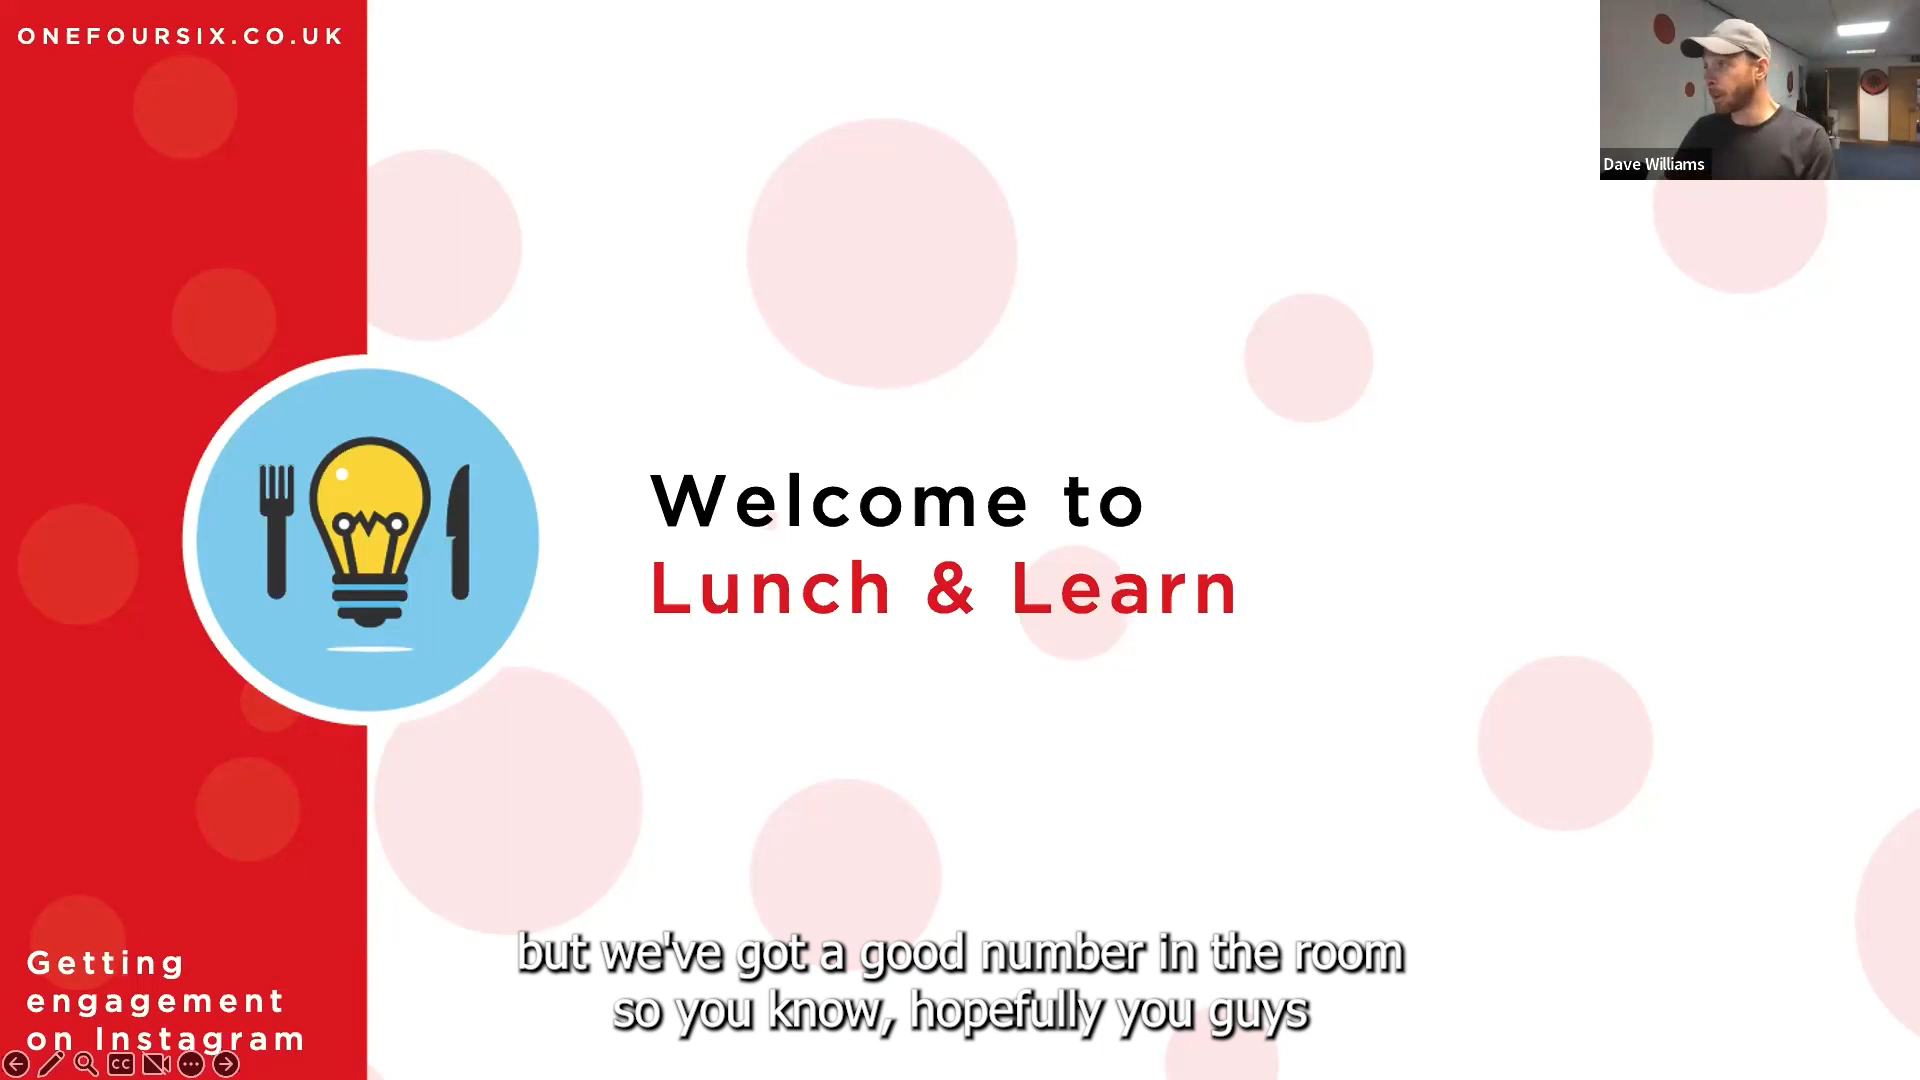 ONEFOURSIX.CO.UK
Dave Williams
Welcome to
Lunch & Learn
Getting
engagement
on Instagram
but we've got a good number in the room
so you know, hopefully you guys
CC